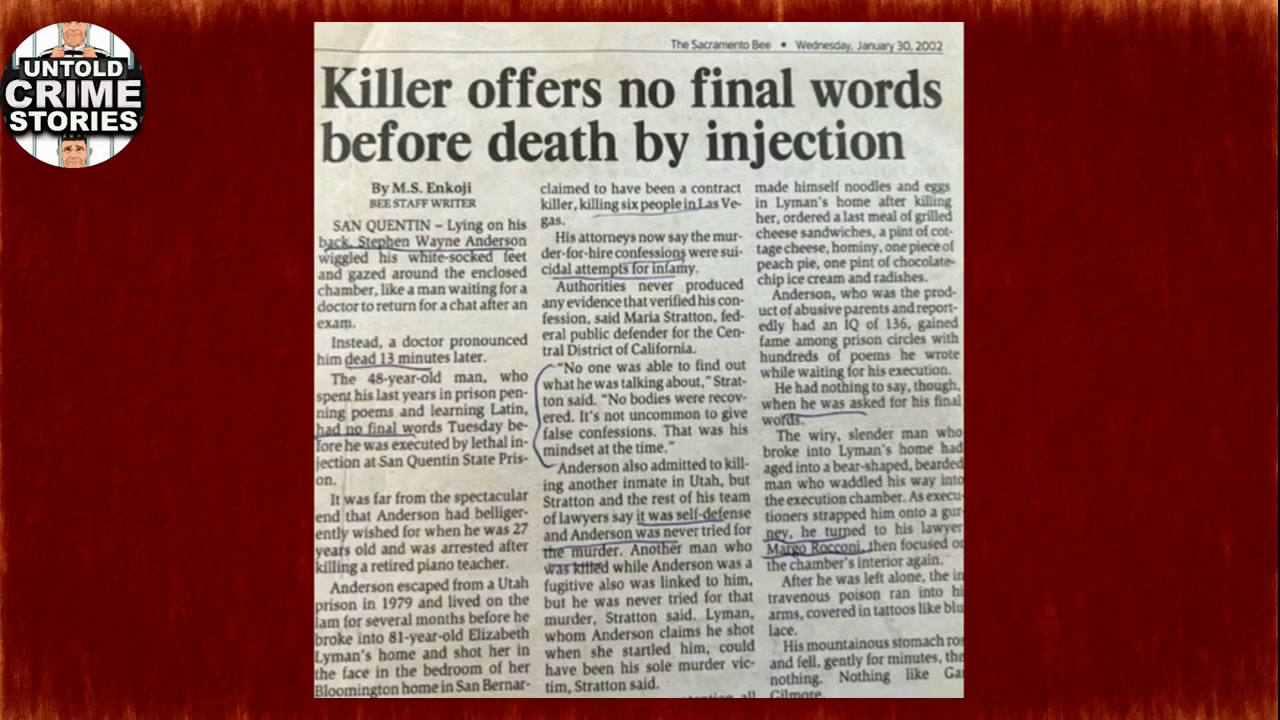 UNTOLD
CRIME
STORIES
The Sacramento Bee • Wednesday, January 30, 2002
Killer offers no final words
before death by injection
By M.S. Enkoji
BEE STAFF WRITER
SAN QUENTIN – Lying on his
back, Stephen Wayne Anderson
wiggled his white-socked feet
and gazed around the enclosed
chamber, like a man waiting for a
doctor to return for a chat after an
exam.
Instead, a doctor pronounced
him dead 13 minutes later.
The 48-year-old man, who
spent his last years in prison pen-
ning poems and learning Latin,
had no final words Tuesday be-
fore he was executed by lethal in-
jection at San Quentin State Pris-
on.
It was far from the spectacular
end that Anderson had belliger-
ently wished for when he was 27
years old and was arrested after
killing a retired piano teacher.
Anderson escaped from a Utah
prison in 1979 and lived on the
lam for several months before he
broke into 81-year-old Elizabeth
Lyman's home and shot her in
the face in the bedroom of her
Bloomington home in San Bernar-
claimed to have been a contract
killer, killing six people in Las Ve-
gas.
His attorneys now say the mur-
der-for-hire confessions were sui-
cidal attempts for infamy.
Authorities never produced
any evidence that verified his con-
fession, said Maria Stratton, fed-
eral public defender for the Cen-
tral District of California.
"No one was able to find out
what he was talking about," Strat-
ton said. "No bodies were recov-
ered. It's not uncommon to give
false confessions. That was his
mindset at the time."
Anderson also admitted to kill-
ing another inmate in Utah, but
Stratton and the rest of his team
of lawyers say it was self-defense
and Anderson was never tried for
the murder. Another man who
was killed while Anderson was a
fugitive also was linked to him,
but he was never tried for that
murder, Stratton said. Lyman,
whom Anderson claims he shot
when she startled him, could
have been his sole murder vic-
tim, Stratton said.
made himself noodles and eggs
in Lyman's home after killing
her, ordered a last meal of grilled
cheese sandwiches, a pint of cot-
tage cheese, hominy, one piece of
peach pie, one pint of chocolate-
chip ice cream and radishes.
Anderson, who was the prod-
uct of abusive parents and report-
edly had an IQ of 136, gained
fame among prison circles with
hundreds of poems he wrote
while waiting for his execution.
He had nothing to say, though,
when he was asked for his final
words.
The wiry, slender man who
broke into Lyman's home had
aged into a bear-shaped, bearded
man who waddled his way into
the execution chamber. As execu-
tioners strapped him onto a gur-
ney, he turned to his lawyer
Margo Rocconi, then focused on
the chamber's interior again.
After he was left alone, the in
travenous poison ran into hi
arms, covered in tattoos like blu
lace.
His mountainous stomach ros
and fell, gently for minutes, the
nothing. Nothing like Ga
Gilmore